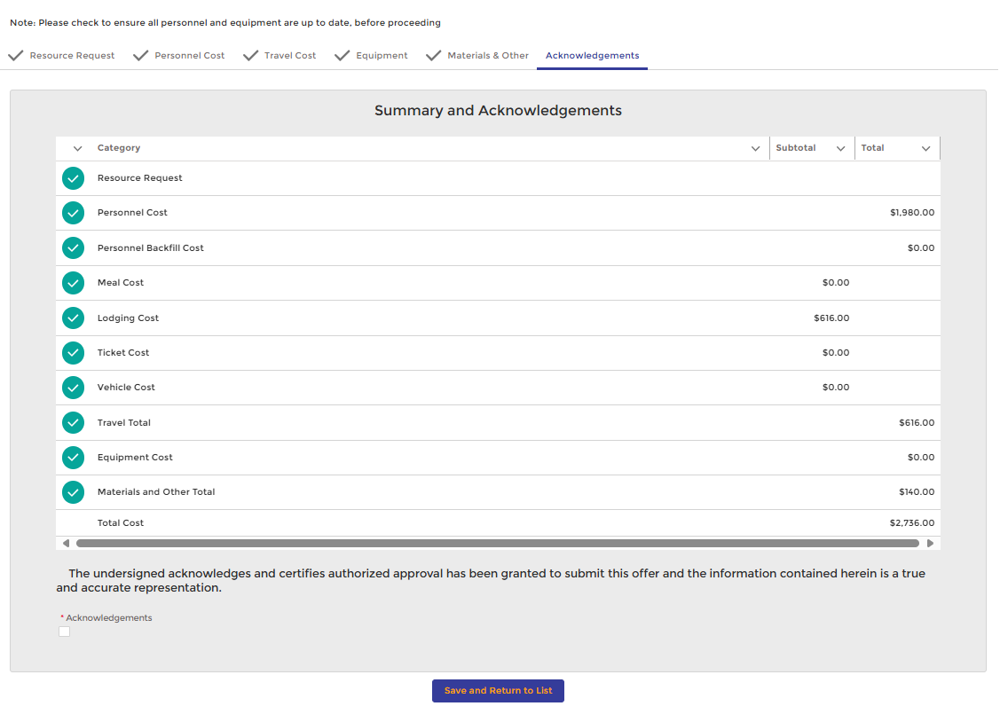 Note: Please check to ensure all personnel and equipment are up to date, before proceeding
Resource Request Personnel Cost Travel Cost Equipment Materials & Other Acknowledgements
Summary and Acknowledgements
Category Subtotal Total
Resource Request
Personnel Cost $1,980.00
Personnel Backfill Cost $0.00
Meal Cost $0.00
Lodging Cost $616.00
Ticket Cost $0.00
Vehicle Cost $0.00
Travel Total $616.00
Equipment Cost $0.00
Materials and Other Total $140.00
Total Cost $2,736.00
The undersigned acknowledges and certifies authorized approval has been granted to submit this offer and the information contained herein is a true
and accurate representation.
* Acknowledgements
Save and Return to List